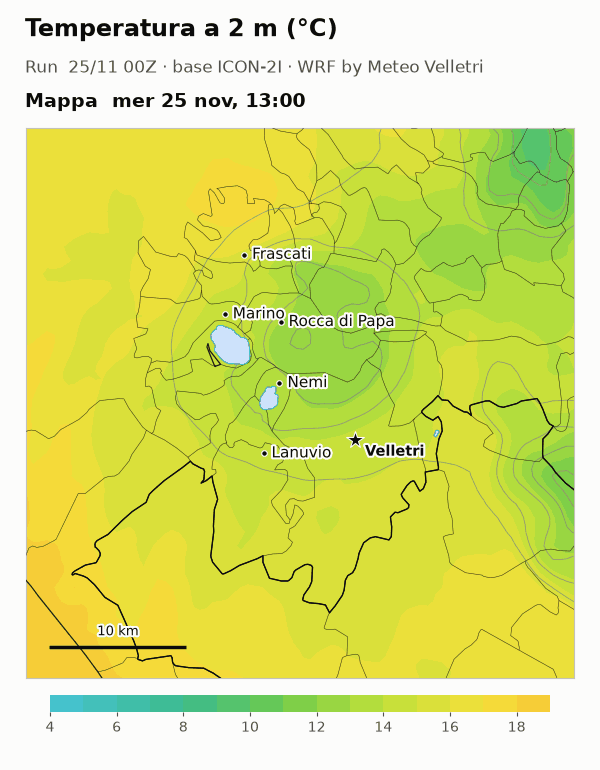 Temperatura a 2 m (°C)
Run  25/11 00Z · base ICON-2I · WRF by Meteo Velletri
Mappa  mer 25 nov, 13:00
Frascati
Marino
Rocca di Papa
Nemi
Velletri
Lanuvio
10 km
4 6 8 10 12 14 16 18